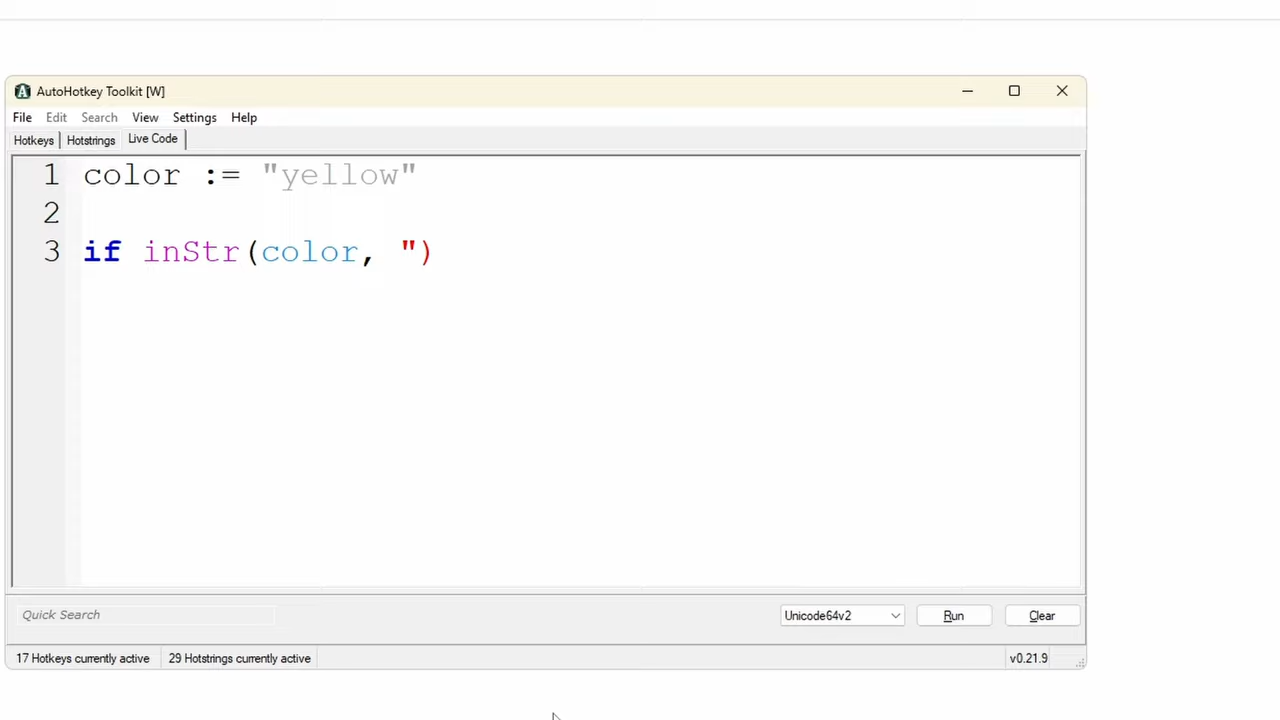 AutoHotkey Toolkit [W]
File Edit Search View Settings Help
Hotkeys Hotstrings Live Code
1 color := "yellow"
2
3 if inStr(color, ")
Quick Search
Unicode64v2 Run Clear
17 Hotkeys currently active 29 Hotstrings currently active v0.21.9